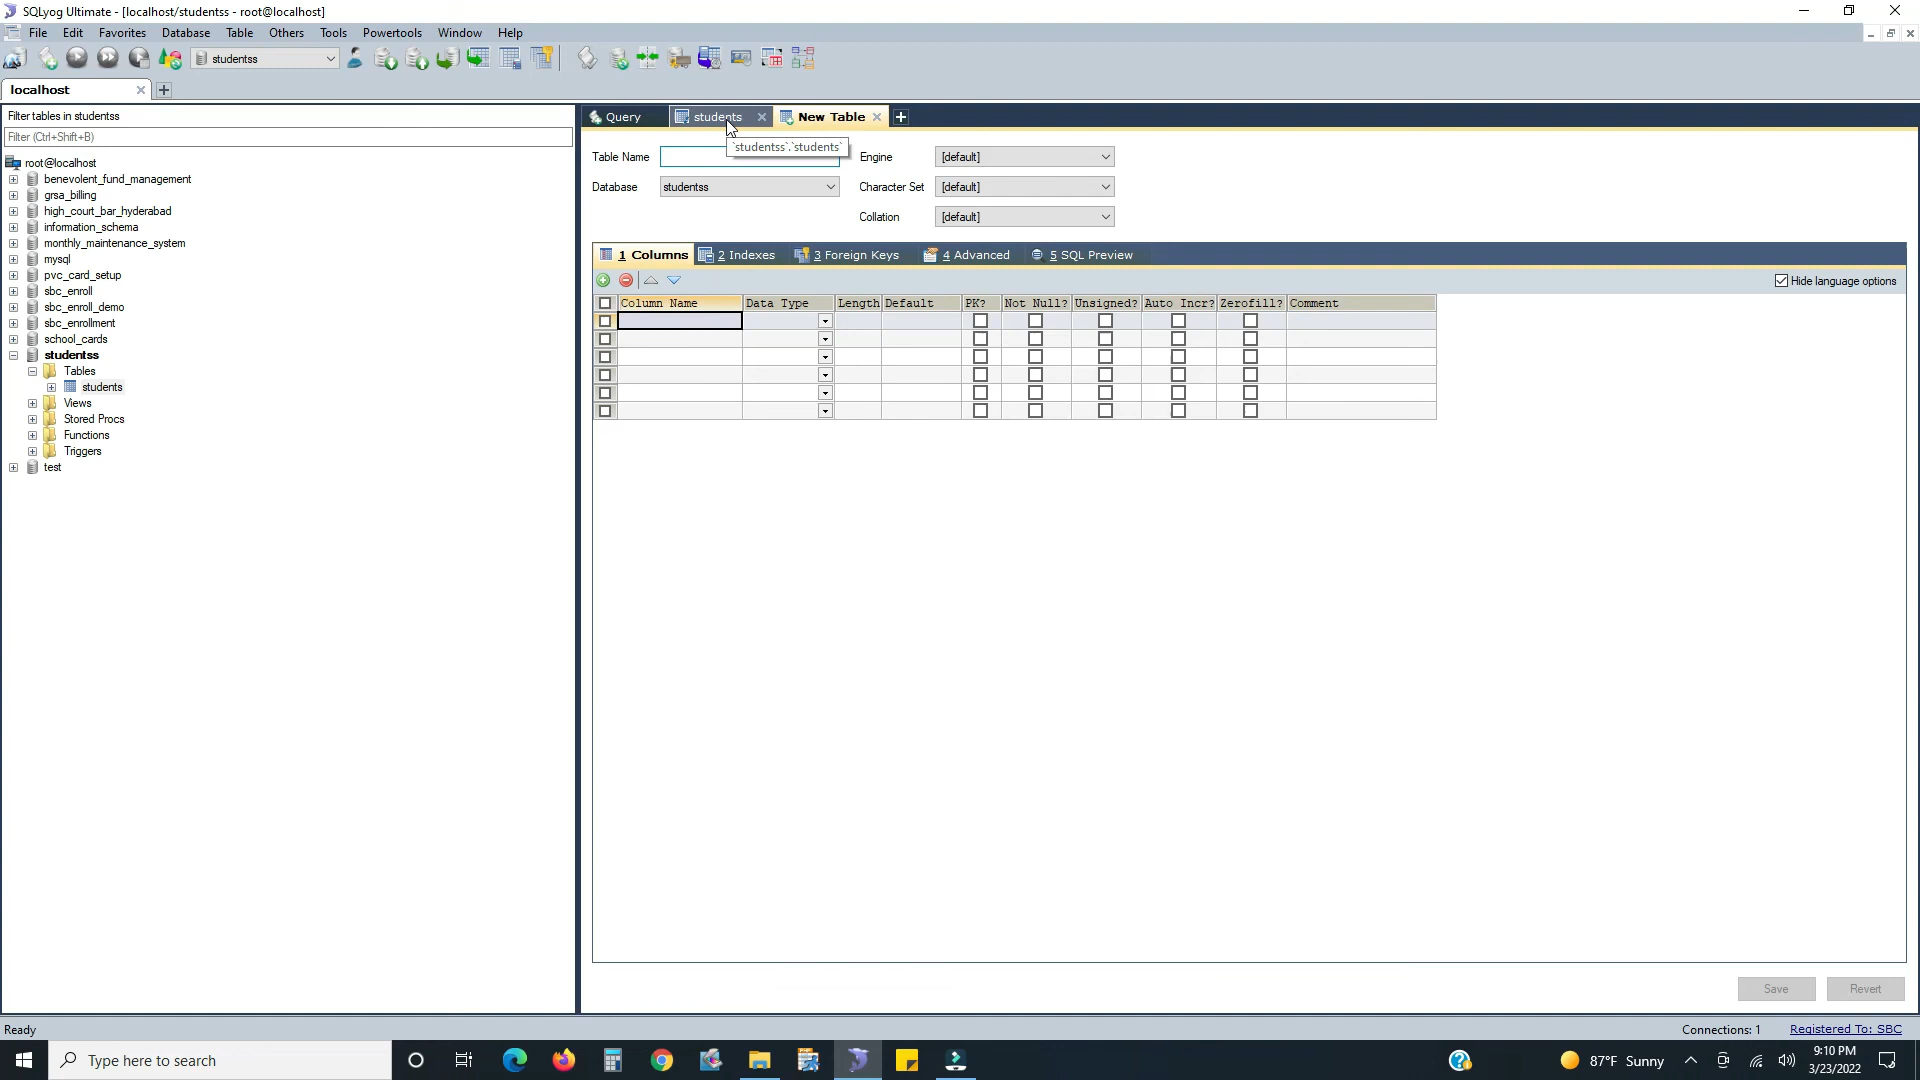 SQLyog Ultimate - [localhost/studentss - root@localhost]
File Edit Favorites Database Table Others Tools Powertools Window Help
studentss
localhost
Filter tables in studentss
Filter (Ctrl+Shift+B)
root@localhost
benevolent_fund_management
grsa_billing
high_court_bar_hyderabad
information_schema
monthly_maintenance_system
mysql
pvc_card_setup
sbc_enroll
sbc_enroll_demo
sbc_enrollment
school_cards
studentss
Tables
students
Views
Stored Procs
Functions
Triggers
test
Query students New Table
`studentss`.`students`
Table Name Engine [default]
Database studentss Character Set [default]
Collation [default]
1 Columns 2 Indexes 3 Foreign Keys 4 Advanced 5 SQL Preview
Hide language options
Column Name Data Type Length Default PK? Not Null? Unsigned? Auto Incr? Zerofill? Comment
Save Revert
Ready Connections: 1 Registered To: SBC
Type here to search 87°F Sunny 9:10 PM
3/23/2022